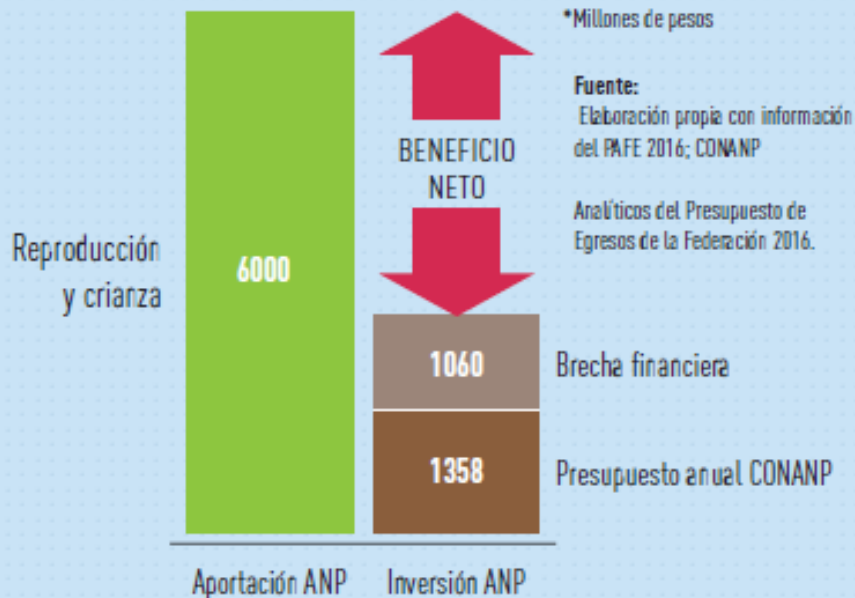 *Millones de pesos
Fuente:
Elaboración propia con información
del PAFE 2016; CONANP
Analíticos del Presupuesto de
Egresos de la Federación 2016.
BENEFICIO
NETO
Reproducción
y crianza
6000
1060
Brecha financiera
1358
Presupuesto anual CONANP
Aportación ANP
Inversión ANP